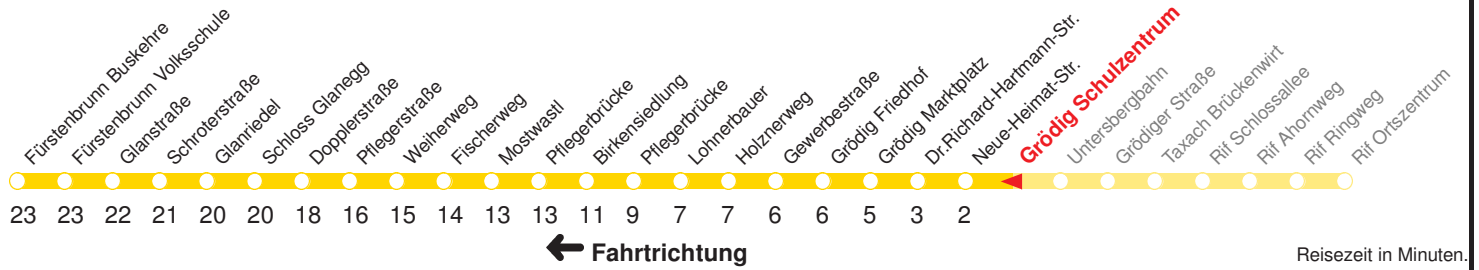 Fürstenbrunn Buskehre
Fürstenbrunn Volksschule
Glanstraße
Schroterstraße
Glanriedel
Schloss Glanegg
Dopplerstraße
Pflegerstraße
Weiherweg
Fischerweg
Mostwastl
Pflegerbrücke
Birkensiedlung
Pflegerbrücke
Lohnerbauer
Holznerweg
Gewerbestraße
Grödig Friedhof
Grödig Marktplatz
Dr.Richard-Hartmann-Str.
Neue-Heimat-Str.
Grödig Schulzentrum
Untersbergbahn
Grödiger Straße
Taxach Brückenwirt
Rif Schlossallee
Rif Ahornweg
Rif Ringweg
Rif Ortszentrum
23 23 22 21 20 20 18 16 15 14 13 13 11 9 7 7 6 6 5 3 2
Fahrtrichtung
Reisezeit in Minuten.